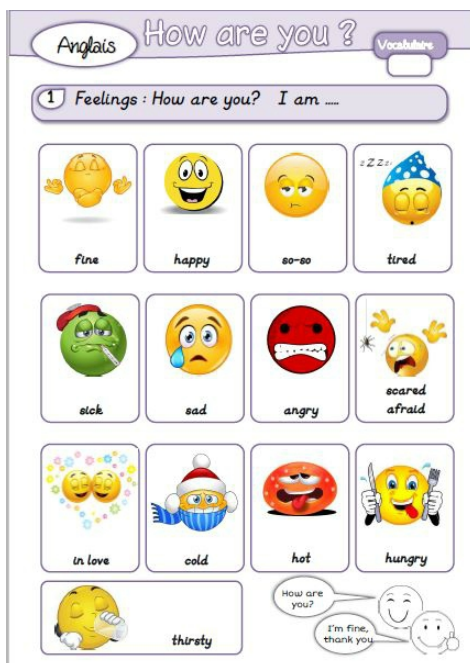 Anglais
How are you ?
Vocabulaire
1 Feelings : How are you? I am .....
fine
happy
so-so
z Z Z z
tired
sick
sad
angry
scared
afraid
in love
cold
hot
hungry
thirsty
How are
you?
I'm fine,
thank you